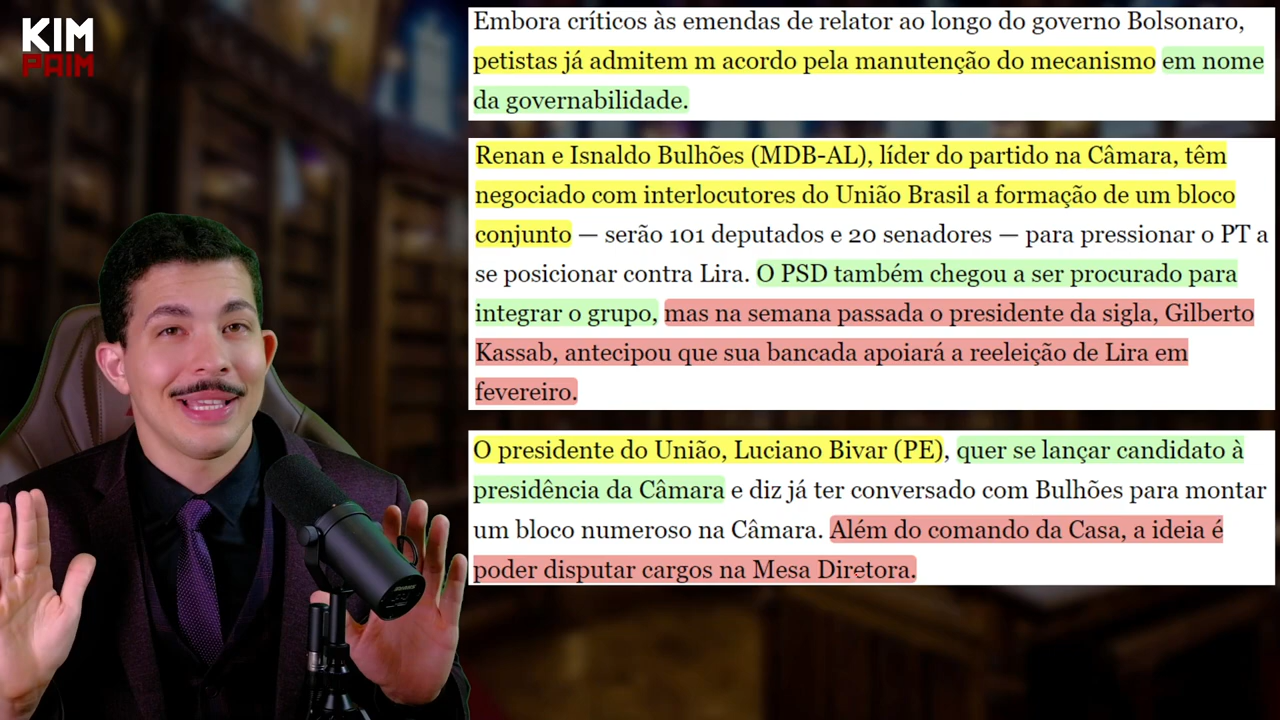 KIM
PAIM
Embora críticos às emendas de relator ao longo do governo Bolsonaro,
petistas já admitem m acordo pela manutenção do mecanismo em nome
da governabilidade.
Renan e Isnaldo Bulhões (MDB-AL), líder do partido na Câmara, têm
negociado com interlocutores do União Brasil a formação de um bloco
conjunto — serão 101 deputados e 20 senadores — para pressionar o PT a
se posicionar contra Lira. O PSD também chegou a ser procurado para
integrar o grupo, mas na semana passada o presidente da sigla, Gilberto
Kassab, antecipou que sua bancada apoiará a reeleição de Lira em
fevereiro.
O presidente do União, Luciano Bivar (PE), quer se lançar candidato à
presidência da Câmara e diz já ter conversado com Bulhões para montar
um bloco numeroso na Câmara. Além do comando da Casa, a ideia é
poder disputar cargos na Mesa Diretora.